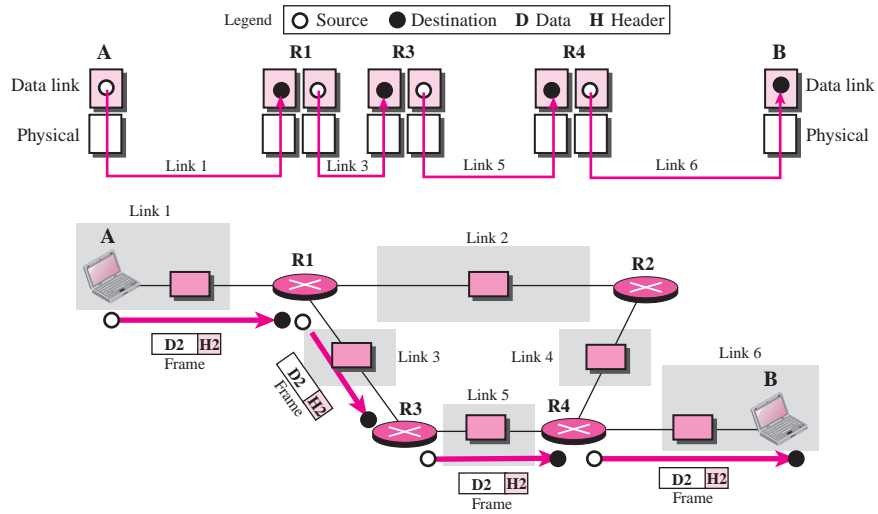 Legend Source Destination D Data H Header
A R1 R3 R4 B
Data link Data link
Physical Physical
Link 1 Link 3 Link 5 Link 6
Link 1
A
R1
Link 2
R2
D2 H2
Frame
Link 3
Link 4
Link 6
B
D2 H2
Frame
R3
Link 5
R4
D2 H2
Frame
D2 H2
Frame